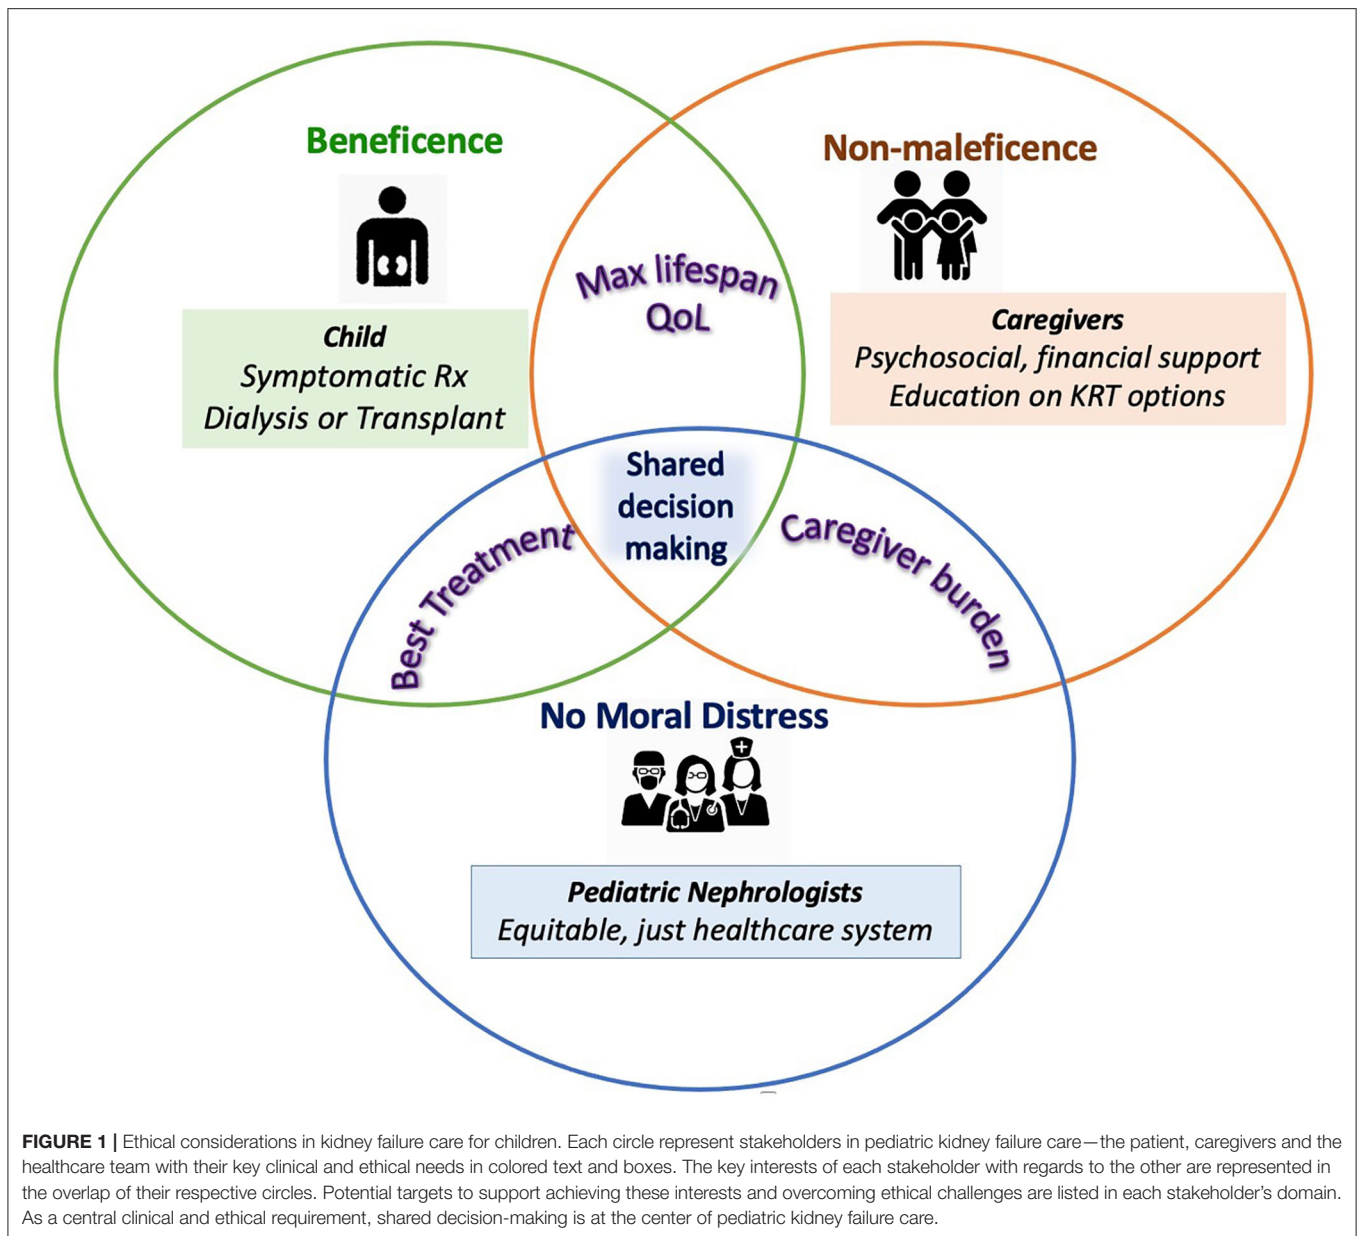 Beneficence
Non-maleficence
Max lifespan
QoL
Child
Symptomatic Rx
Dialysis or Transplant
Caregivers
Psychosocial, financial support
Education on KRT options
Shared
decision
making
Best Treatment
Caregiver burden
No Moral Distress
Pediatric Nephrologists
Equitable, just healthcare system
FIGURE 1 | Ethical considerations in kidney failure care for children. Each circle represent stakeholders in pediatric kidney failure care—the patient, caregivers and the
healthcare team with their key clinical and ethical needs in colored text and boxes. The key interests of each stakeholder with regards to the other are represented in
the overlap of their respective circles. Potential targets to support achieving these interests and overcoming ethical challenges are listed in each stakeholder's domain.
As a central clinical and ethical requirement, shared decision-making is at the center of pediatric kidney failure care.